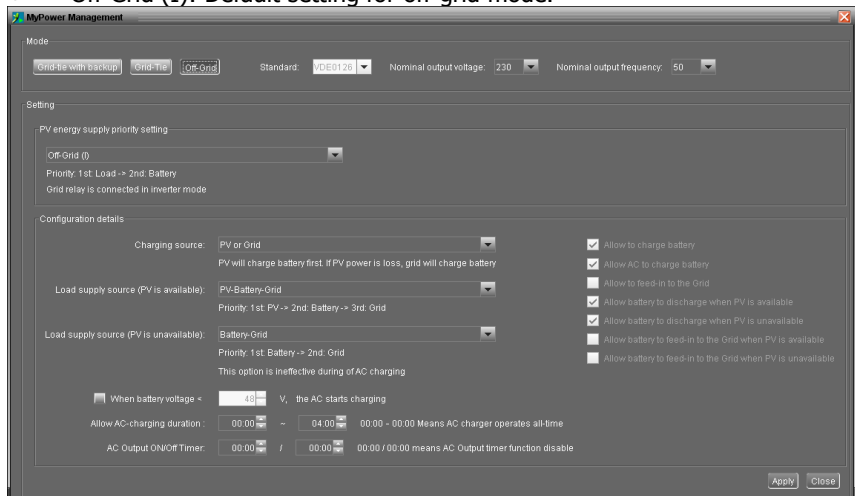 Off-Grid (I): Default setting for off-grid mode.
MyPower Management
Mode
Grid-tie with backup Grid-Tie Off-Grid Standard: VDE0126 Nominal output voltage: 230 Nominal output frequency: 50
Setting
PV energy supply priority setting
Off-Grid (I)
Priority: 1st: Load -> 2nd: Battery
Grid relay is connected in inverter mode
Configuration details
Charging source: PV or Grid
PV will charge battery first. If PV power is loss, grid will charge battery
Load supply source (PV is available): PV-Battery-Grid
Priority: 1st: PV -> 2nd: Battery -> 3rd: Grid
Load supply source (PV is unavailable): Battery-Grid
Priority: 1st: Battery -> 2nd: Grid
This option is ineffective during of AC charging
When battery voltage < 48 V, the AC starts charging
Allow AC-charging duration : 00:00 ~ 04:00 00:00 - 00:00 Means AC charger operates all-time
AC Output ON/Off Timer: 00:00 / 00:00 00:00 / 00:00 means AC Output timer function disable
Allow to charge battery
Allow AC to charge battery
Allow to feed-in to the Grid
Allow battery to discharge when PV is available
Allow battery to discharge when PV is unavailable
Allow battery to feed-in to the Grid when PV is available
Allow battery to feed-in to the Grid when PV is unavailable
Apply Close